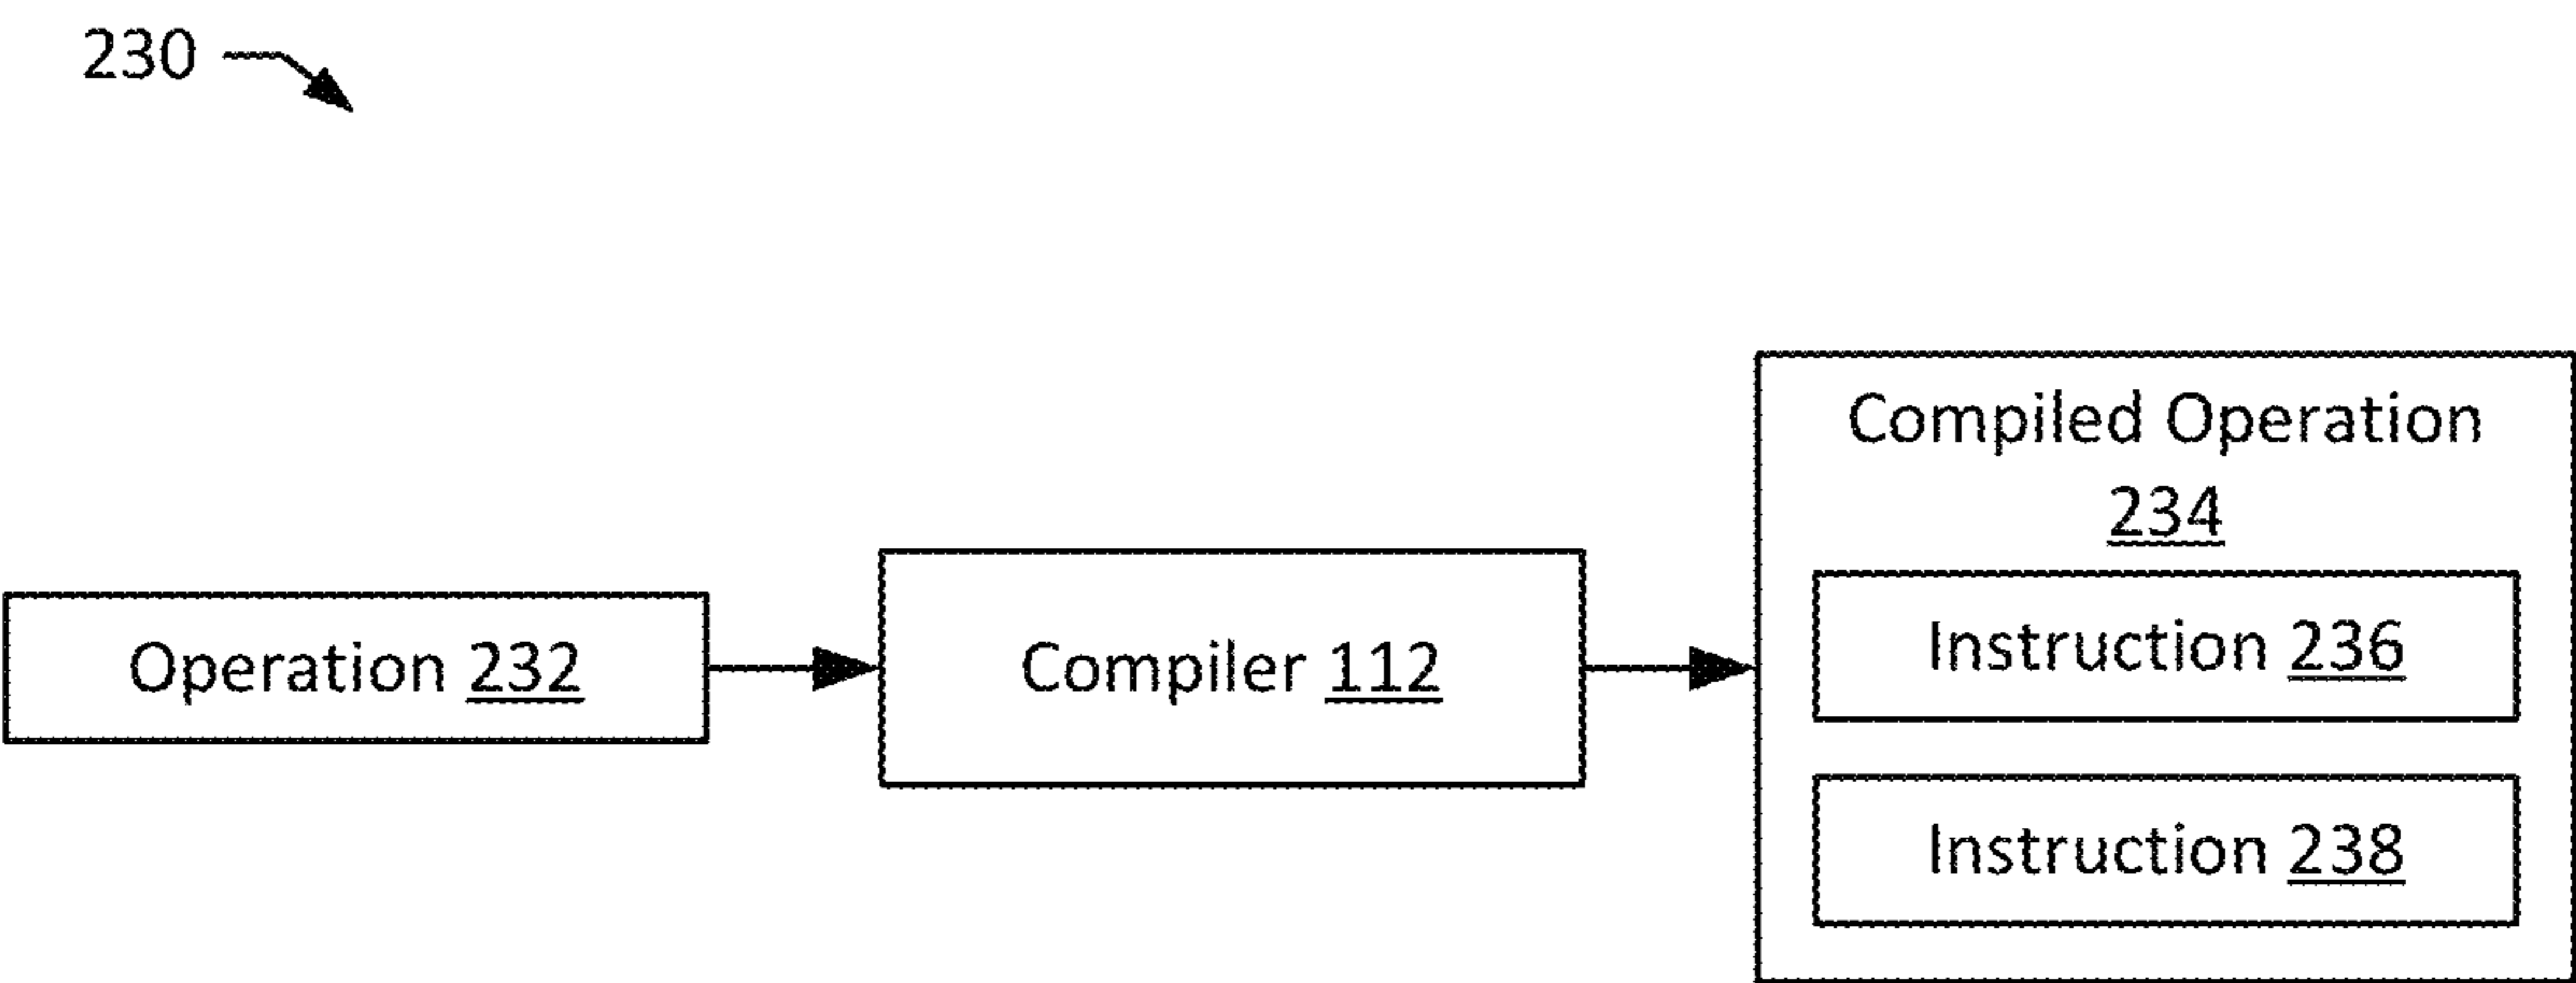 230
Operation 232
Compiler 112
Compiled Operation
234
Instruction 236
Instruction 238